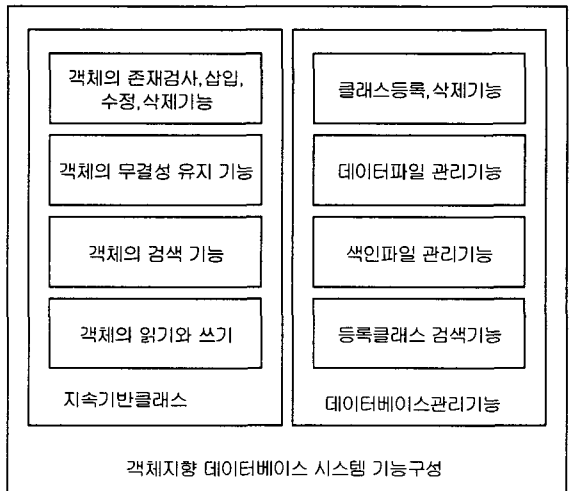 객체의 존재검사,삽입,
수정,삭제기능
객체의 무결성 유지 기능
객체의 검색 기능
객체의 읽기와 쓰기
지속기반클래스
클래스등록,삭제기능
데이터파일 관리기능
색인파일 관리기능
등록클래스 검색기능
데이터베이스관리기능
객체지향 데이터베이스 시스템 기능구성